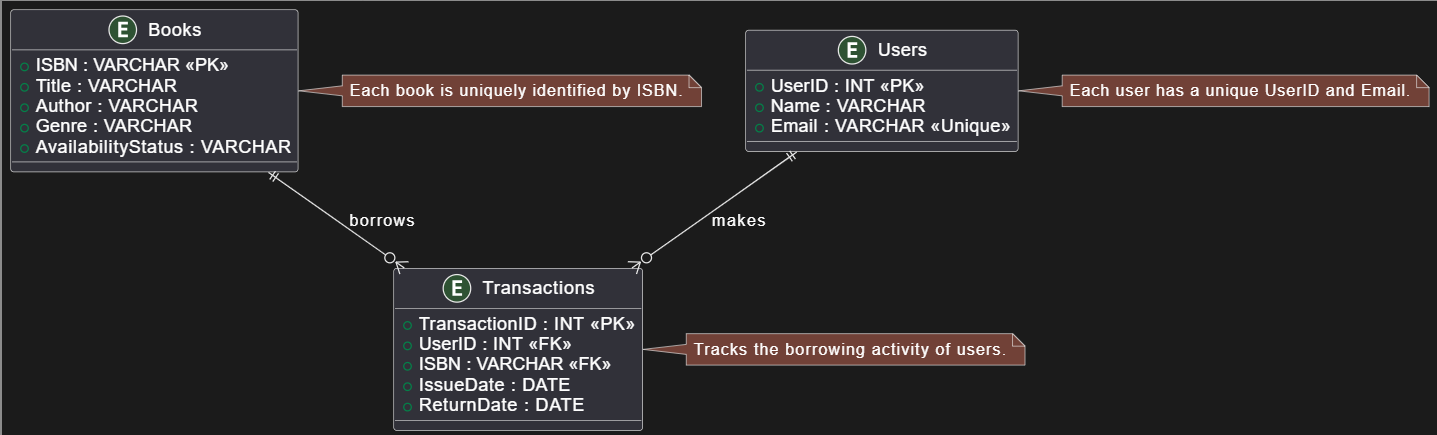 E Books
ISBN : VARCHAR «PK»
Title : VARCHAR
Author : VARCHAR
Genre : VARCHAR
AvailabilityStatus : VARCHAR
Each book is uniquely identified by ISBN.
E Users
UserID : INT «PK»
Name : VARCHAR
Email : VARCHAR «Unique»
Each user has a unique UserID and Email.
borrows
makes
E Transactions
TransactionID : INT «PK»
UserID : INT «FK»
ISBN : VARCHAR «FK»
IssueDate : DATE
ReturnDate : DATE
Tracks the borrowing activity of users.